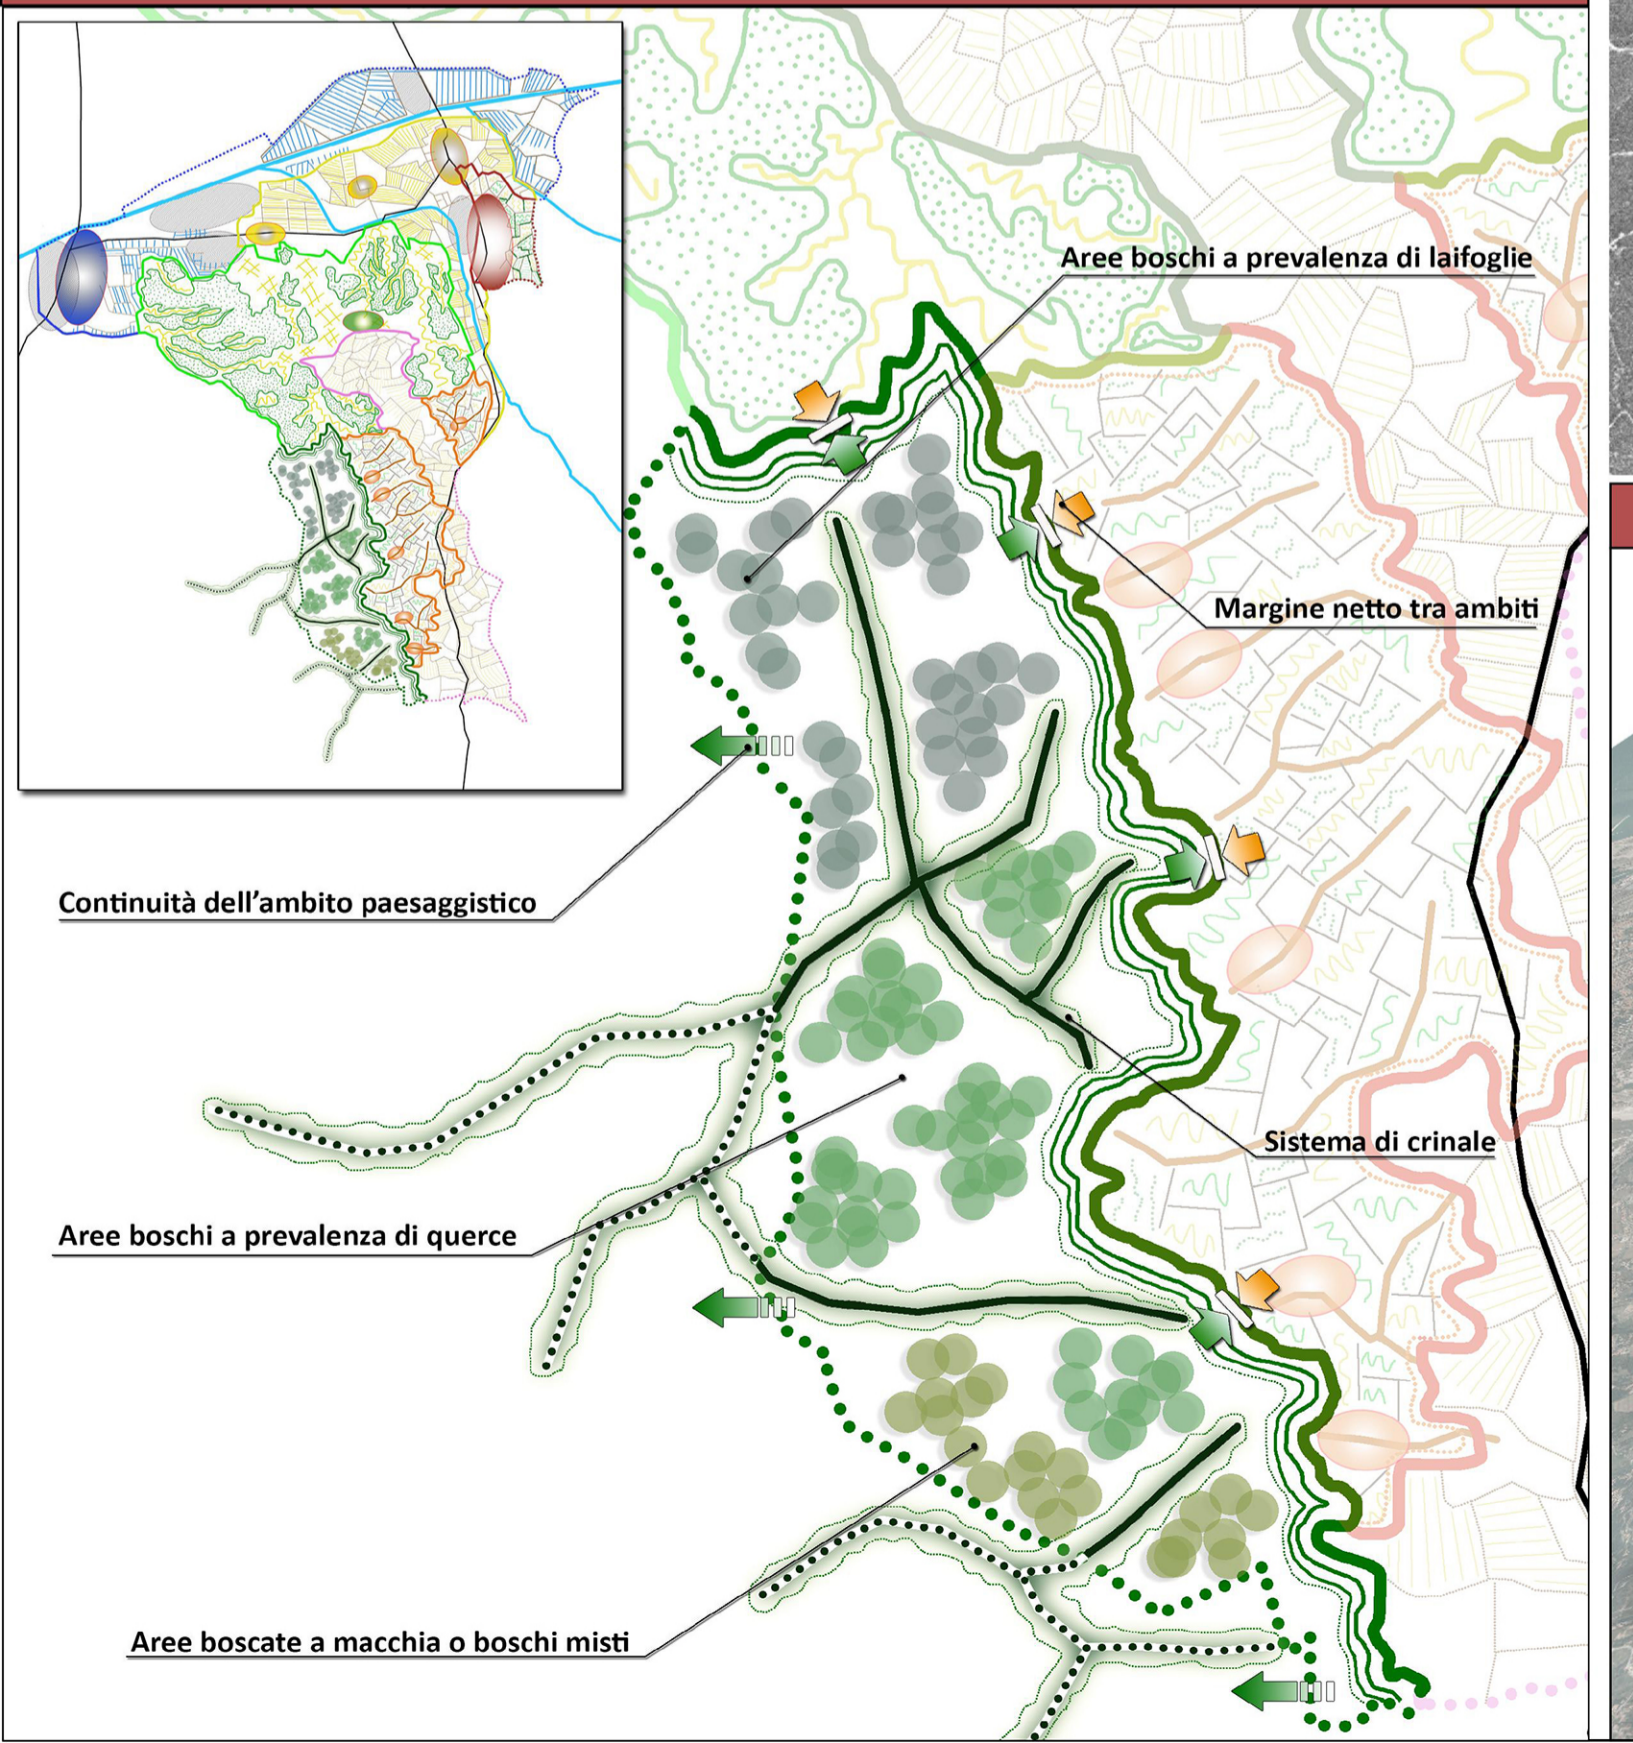 Aree boschi a prevalenza di laifoglie
Margine netto tra ambiti
Continuità dell'ambito paesaggistico
Sistema di crinale
Aree boschi a prevalenza di querce
Aree boscate a macchia o boschi misti